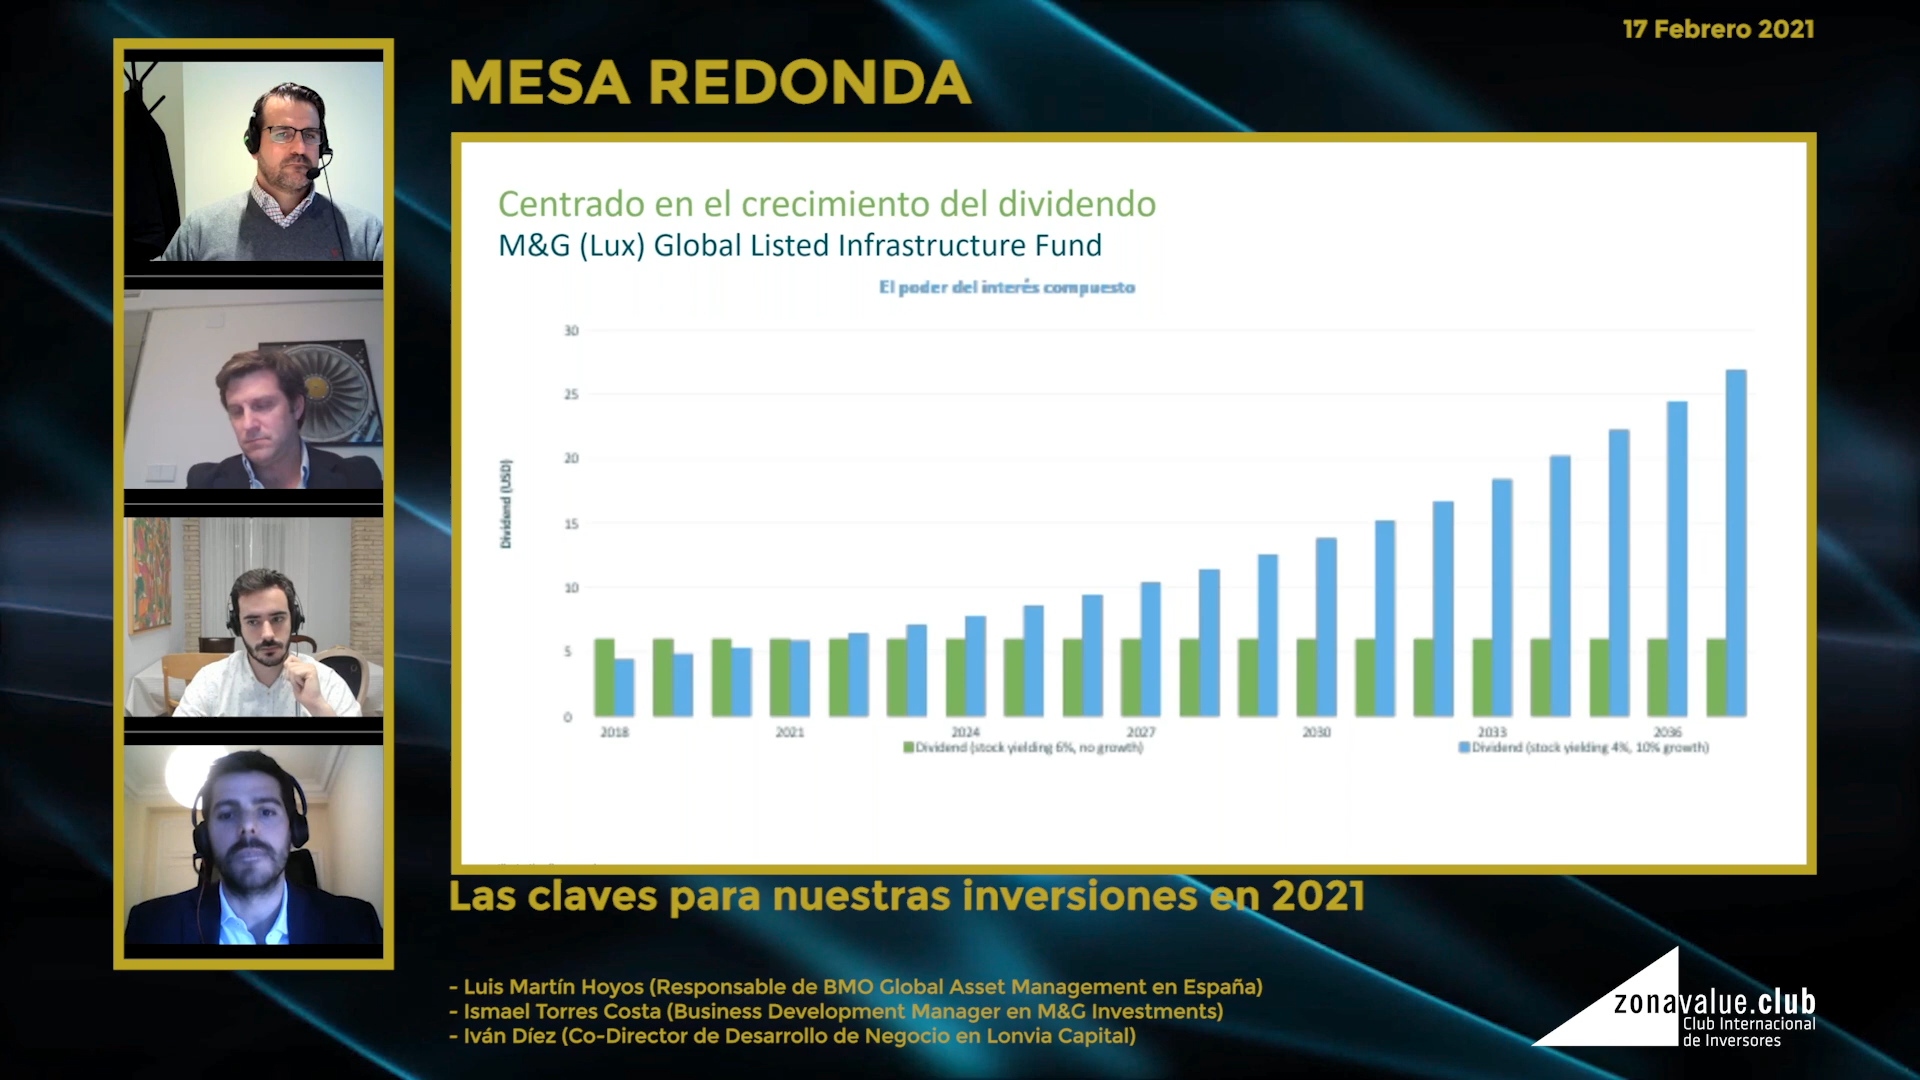 17 Febrero 2021
MESA REDONDA
Centrado en el crecimiento del dividendo
M&G (Lux) Global Listed Infrastructure Fund
El poder del interés compuesto
Dividend (USD)
30
25
20
15
10
5
0
2018 2021 2024 2027 2030 2033 2036
Dividend (stock yielding 6%, no growth) Dividend (stock yielding 4%, 10% growth)
Las claves para nuestras inversiones en 2021
- Luis Martín Hoyos (Responsable de BMO Global Asset Management en España)
- Ismael Torres Costa (Business Development Manager en M&G Investments)
- Iván Díez (Co-Director de Desarrollo de Negocio en Lonvia Capital)
zonavalue.club
Club Internacional
de Inversores